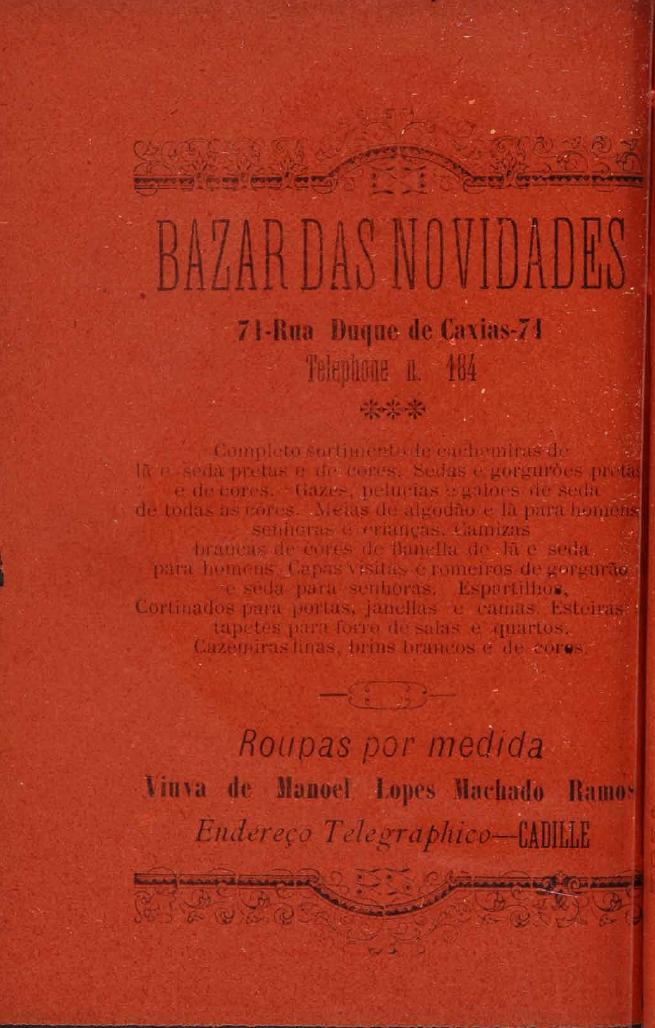 BAZAR DAS NOVIDADES
71-Rua Duque de Caxias-71
Telephone n. 184
Completo sortimento de cachemiras de
lã e seda pretas e de cores. Sedas e gorgurões pretas
e de cores. Gazes, pelucias e galões de seda
de todas as côres. Meias de algodão e lã para homens,
senhoras e crianças. Camizas
brancas de cores de flanella de lã e seda
para homens. Capas visitas e romeiros de gorgurão
e seda para senhoras. Espartilhos,
Cortinados para portas, janellas e camas. Esteiras
tapetes para forro de salas e quartos.
Cazemiras finas, brins brancos e de cores.
Roupas por medida
Viuva de Manoel Lopes Machado Ramos
Endereço Telegraphico—CADILLE